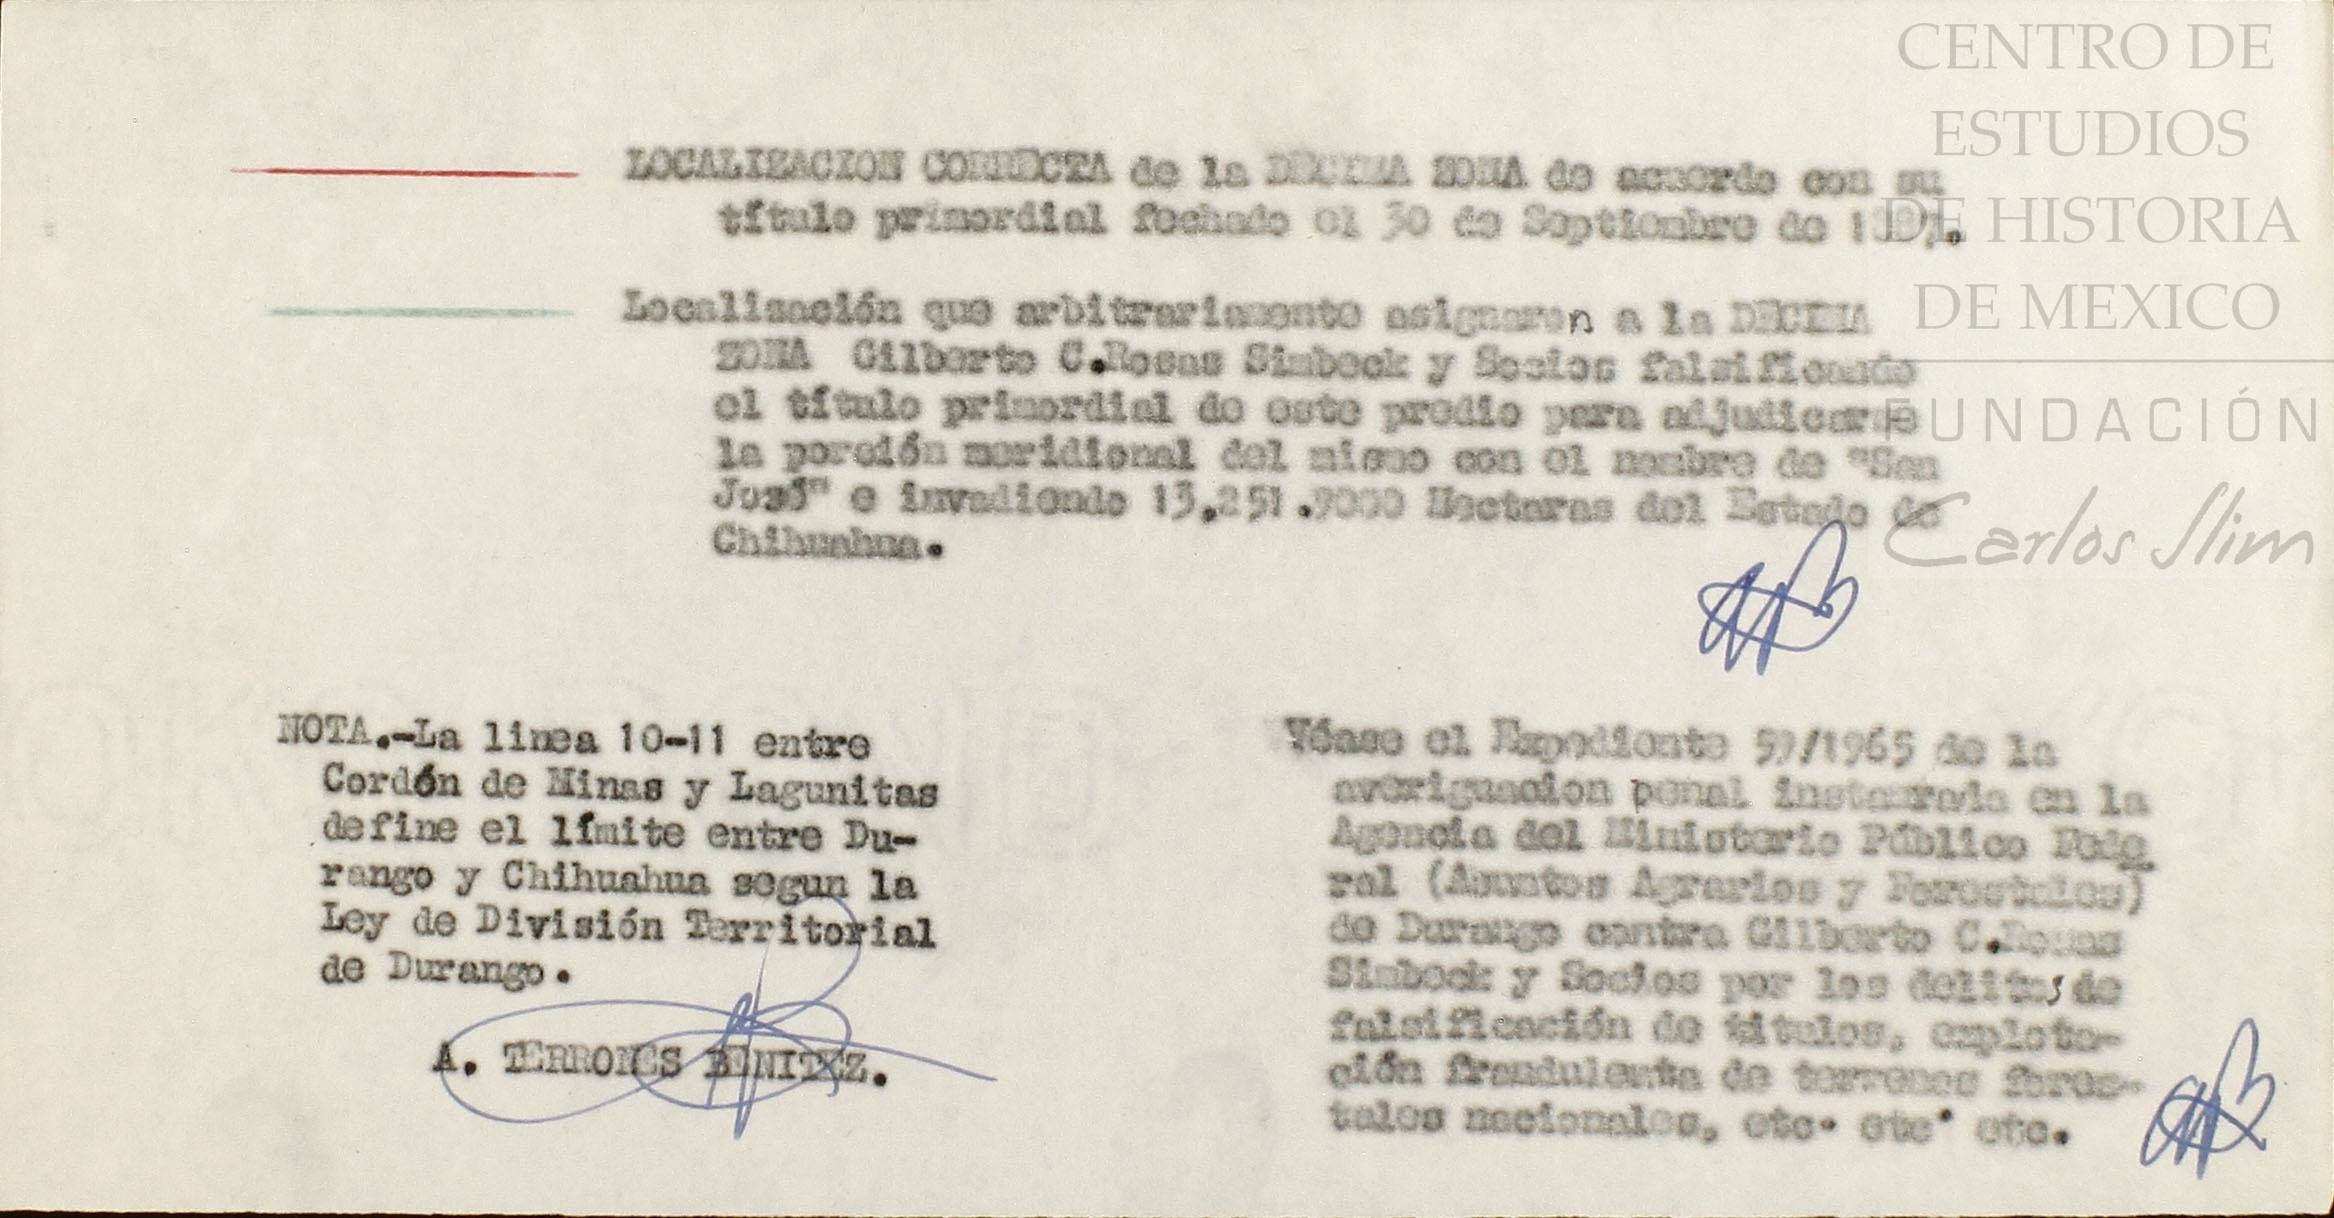 LOCALIZACION CORRECTA de la DECIMA ZONA de acuerdo con su
título primordial fechado el 30 de Septiembre de
Localización que arbitrariamente asignaron a la DECIMA
ZONA Gilberto C.Rosas Simbeck y Socios falsificando
el título primordial de este predio para adjudicarse
la porción meridional del mismo con el nombre de "San
José" e invadiendo 13,251.9000 Hectaras del Estado de
Chihuahua.
NOTA.-La linea 10-11 entre
Cordón de Minas y Lagunitas
define el límite entre Du-
rango y Chihuahua segun la
Ley de División Territorial
de Durango.
A. TERRONES BENITEZ.
Véase el Expediente 59/1965 de la
averiguacion penal instaurada en la
Agencia del Ministerio Público Fede
ral (Asuntos Agrarios y Forestales)
de Durango contra Gilberto C.Rosas
Simbeck y Socios por los delitos de
falsificación de titulos, explota-
ción fraudulenta de terrenos fores-
tales nacionales, etc. etc. etc.
CENTRO DE
ESTUDIOS
DE HISTORIA
DE MEXICO
FUNDACIÓN
Carlos Slim